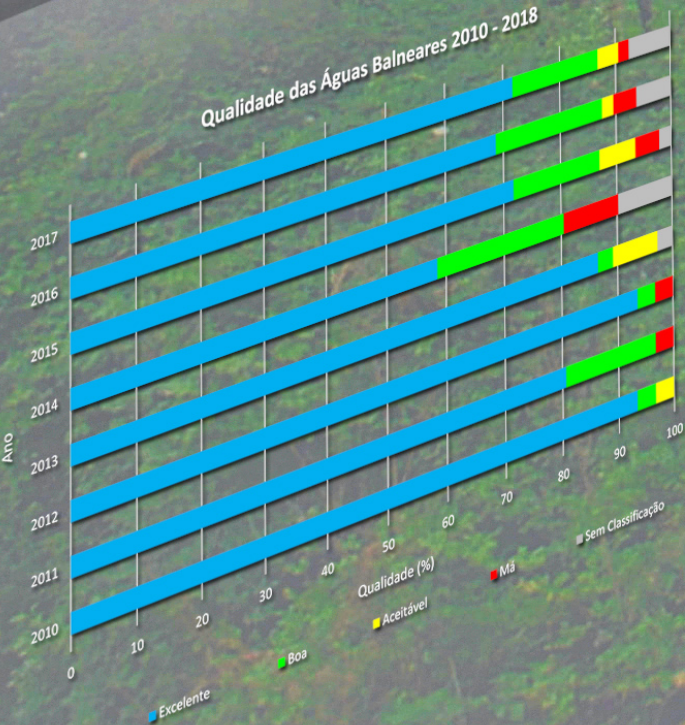 Qualidade das Águas Balneares 2010 - 2018
Ano
2017
2016
2015
2014
2013
2012
2011
2010
0 10 20 30 40 50 60 70 80 90 100
Qualidade (%)
Excelente Boa Aceitável Má Sem Classificação